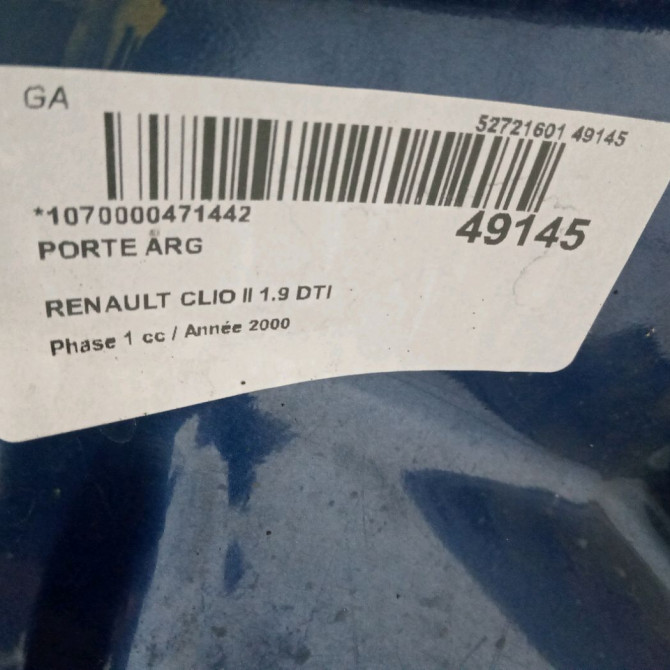 GA
52721601 49145
*1070000471442
49145
PORTE ARG
RENAULT CLIO II 1.9 DTI
Phase 1 cc / Année 2000